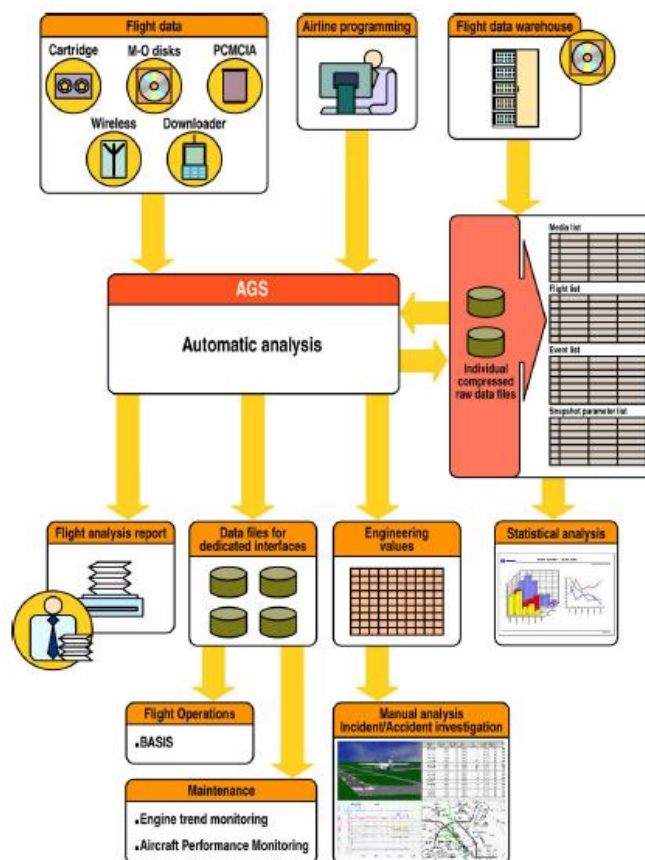 Flight data
Cartridge
M-O disks
PCMCIA
Wireless
Downloader
Airline programming
Flight data warehouse
AGS
Automatic analysis
Individual
compressed
raw data files
Media list
Flight list
Event list
Snapshot parameter list
Flight analysis report
Data files for
dedicated interfaces
Engineering
values
Statistical analysis
Flight Operations
▪BASIS
Maintenance
▪Engine trend monitoring
▪Aircraft Performance Monitoring
Manual analysis
Incident/Accident investigation